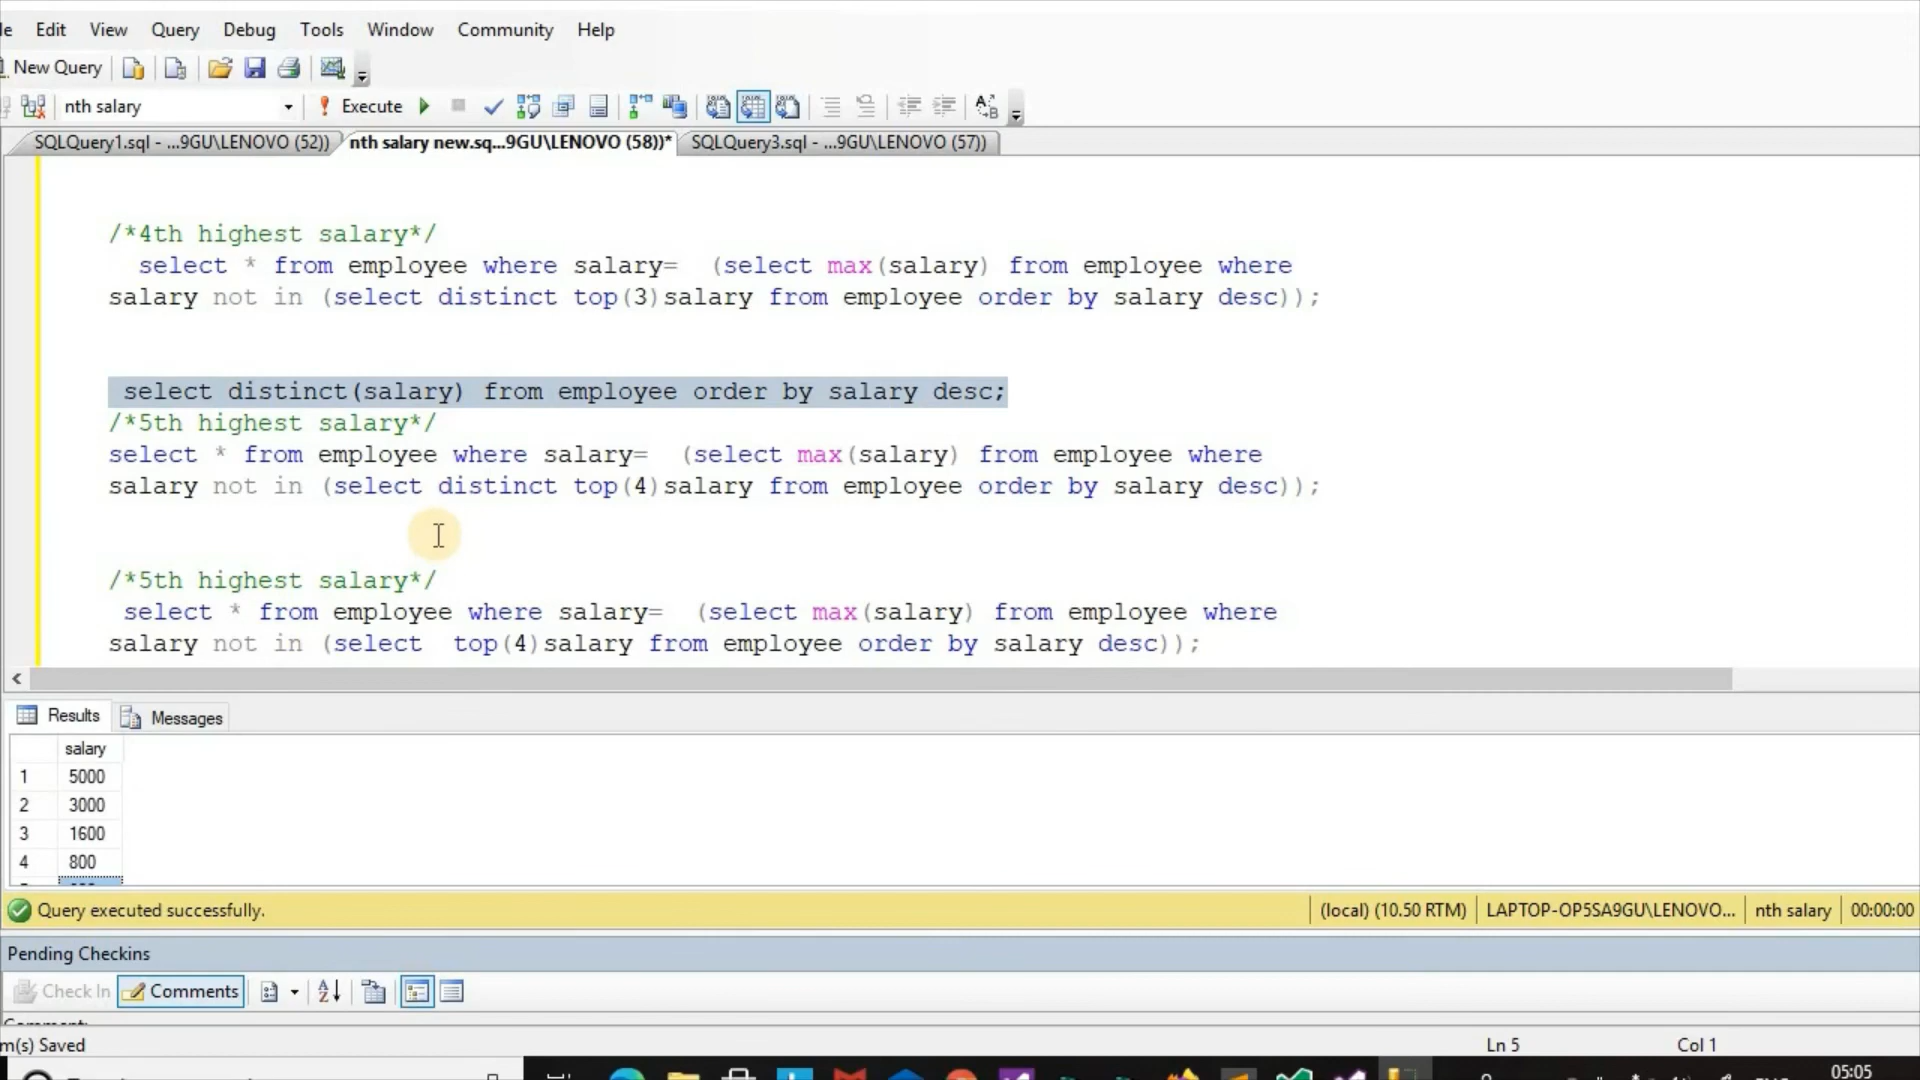 le Edit View Query Debug Tools Window Community Help
New Query
nth salary Execute
SQLQuery1.sql - ...9GU\LENOVO (52)) nth salary new.sq...9GU\LENOVO (58))* SQLQuery3.sql - ...9GU\LENOVO (57))
/*4th highest salary*/
select * from employee where salary= (select max(salary) from employee where
salary not in (select distinct top(3)salary from employee order by salary desc));
select distinct(salary) from employee order by salary desc;
/*5th highest salary*/
select * from employee where salary= (select max(salary) from employee where
salary not in (select distinct top(4)salary from employee order by salary desc));
/*5th highest salary*/
select * from employee where salary= (select max(salary) from employee where
salary not in (select top(4)salary from employee order by salary desc));
Results Messages
salary
1 5000
2 3000
3 1600
4 800
Query executed successfully. (local) (10.50 RTM) LAPTOP-OP5SA9GU\LENOVO... nth salary 00:00:00
Pending Checkins
Check In Comments
m(s) Saved Ln 5 Col 1
05:05